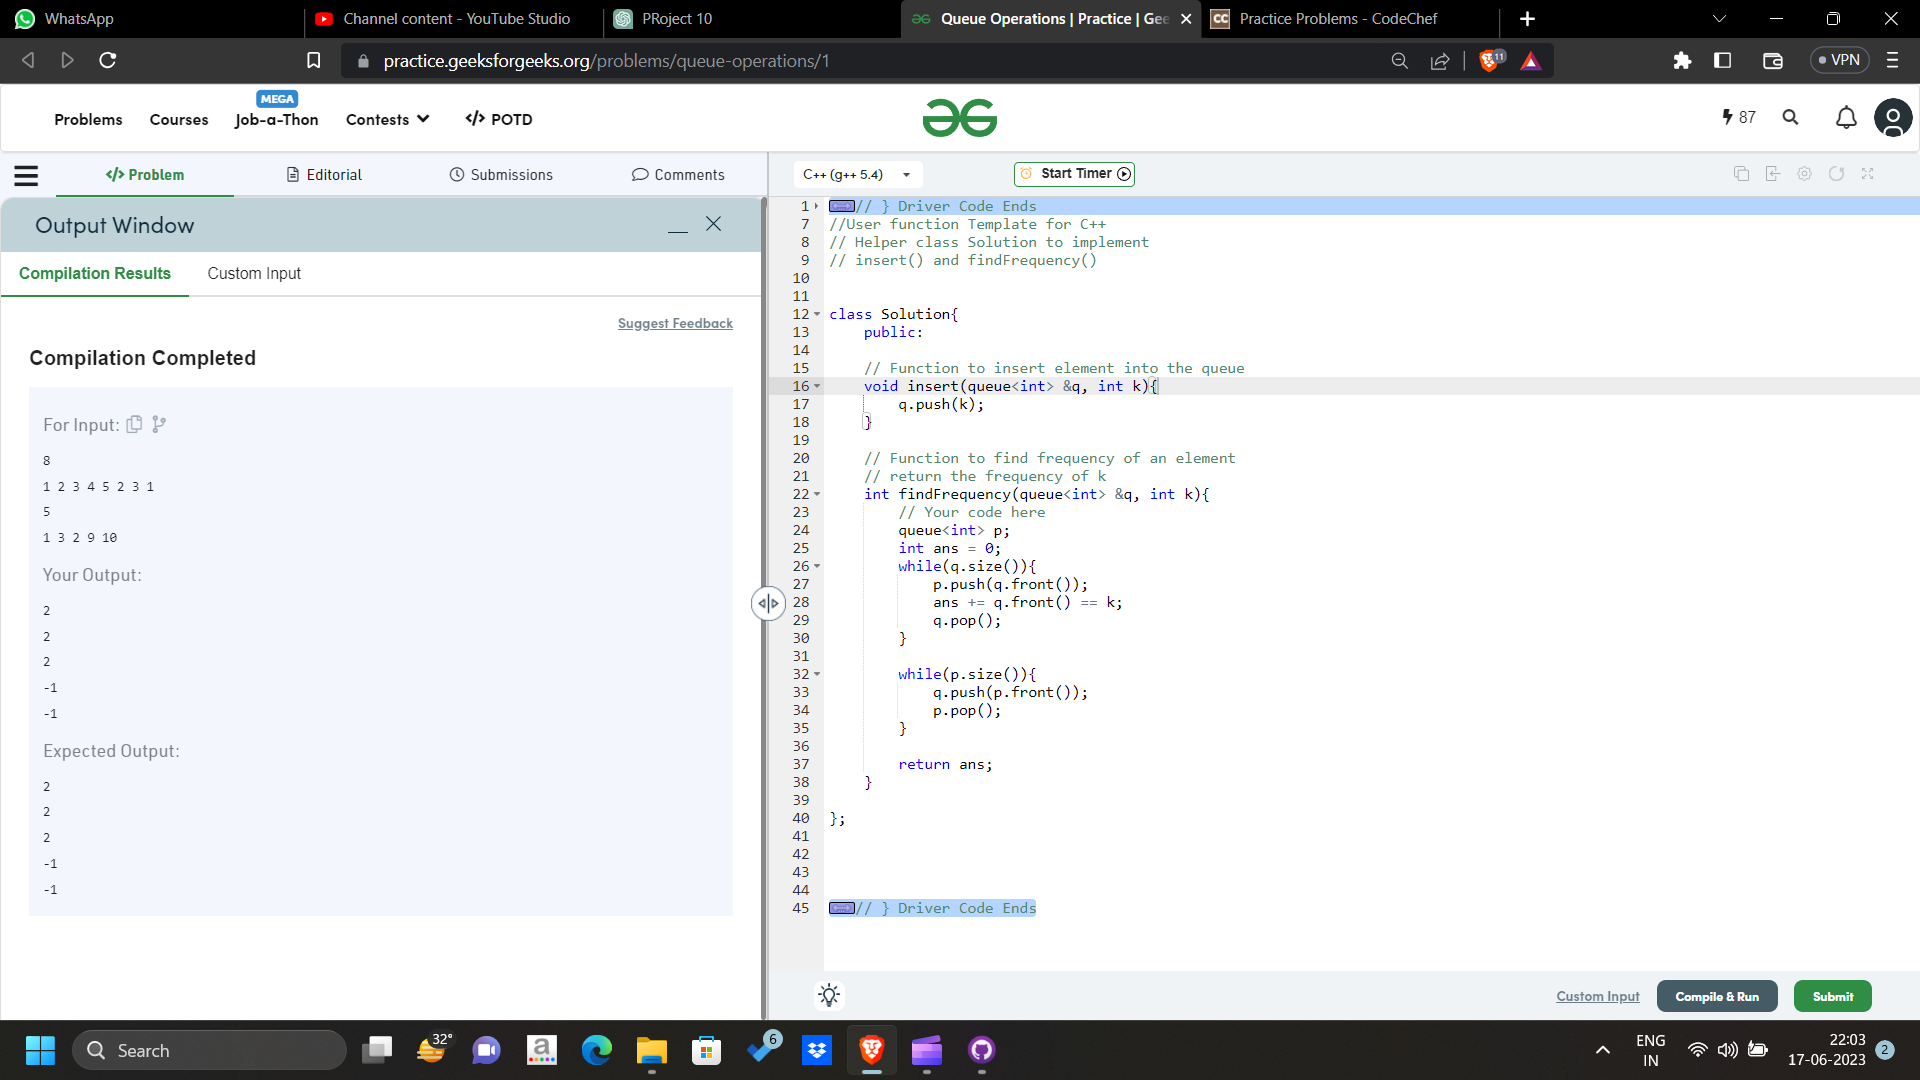 WhatsApp
Channel content - YouTube Studio
PRoject 10
Queue Operations | Practice | Gee
CC
Practice Problems - CodeChef
practice.geeksforgeeks.org/problems/queue-operations/1
11
VPN
Problems
Courses
MEGA
Job-a-Thon
Contests
</> POTD
87
</> Problem
Editorial
Submissions
Comments
C++ (g++ 5.4)
Start Timer
Output Window
Compilation Results
Custom Input
Suggest Feedback
Compilation Completed
For Input:
8
1 2 3 4 5 2 3 1
5
1 3 2 9 10
Your Output:
2
2
2
-1
-1
Expected Output:
2
2
2
-1
-1
1 // } Driver Code Ends
7 //User function Template for C++
8 // Helper class Solution to implement
9 // insert() and findFrequency()
10
11
12 class Solution{
13 public:
14
15 // Function to insert element into the queue
16 void insert(queue<int> &q, int k){
17 q.push(k);
18 }
19
20 // Function to find frequency of an element
21 // return the frequency of k
22 int findFrequency(queue<int> &q, int k){
23 // Your code here
24 queue<int> p;
25 int ans = 0;
26 while(q.size()){
27 p.push(q.front());
28 ans += q.front() == k;
29 q.pop();
30 }
31
32 while(p.size()){
33 q.push(p.front());
34 p.pop();
35 }
36
37 return ans;
38 }
39
40 };
41
42
43
44
45 // } Driver Code Ends
Custom Input
Compile & Run
Submit
Search
32°
a
6
ENG
IN
22:03
17-06-2023
2